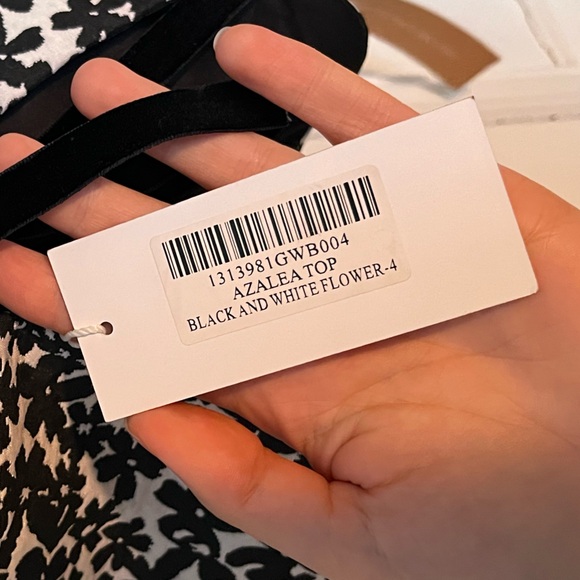 1313981GWB004
AZALEA TOP
BLACK AND WHITE FLOWER-4